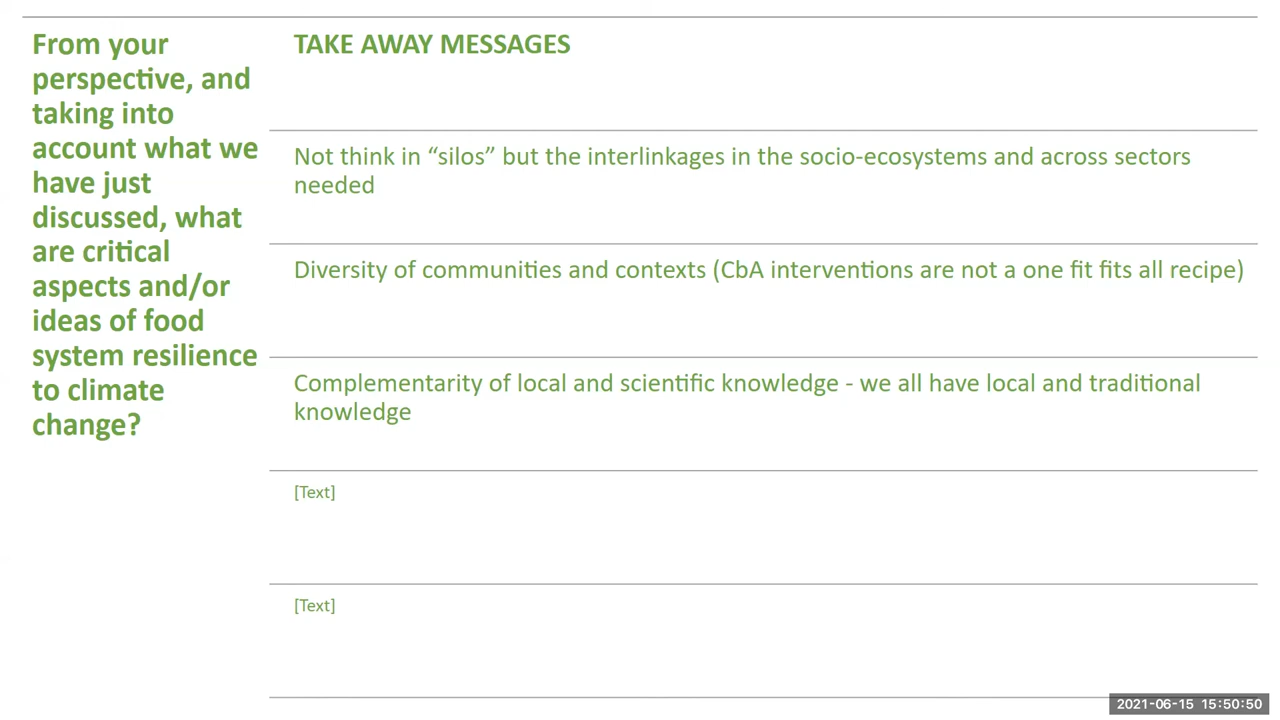 From your
perspective, and
taking into
account what we
have just
discussed, what
are critical
aspects and/or
ideas of food
system resilience
to climate
change?
TAKE AWAY MESSAGES
Not think in “silos” but the interlinkages in the socio-ecosystems and across sectors
needed
Diversity of communities and contexts (CbA interventions are not a one fit fits all recipe)
Complementarity of local and scientific knowledge - we all have local and traditional
knowledge
[Text]
[Text]
2021-06-15 15:50:50